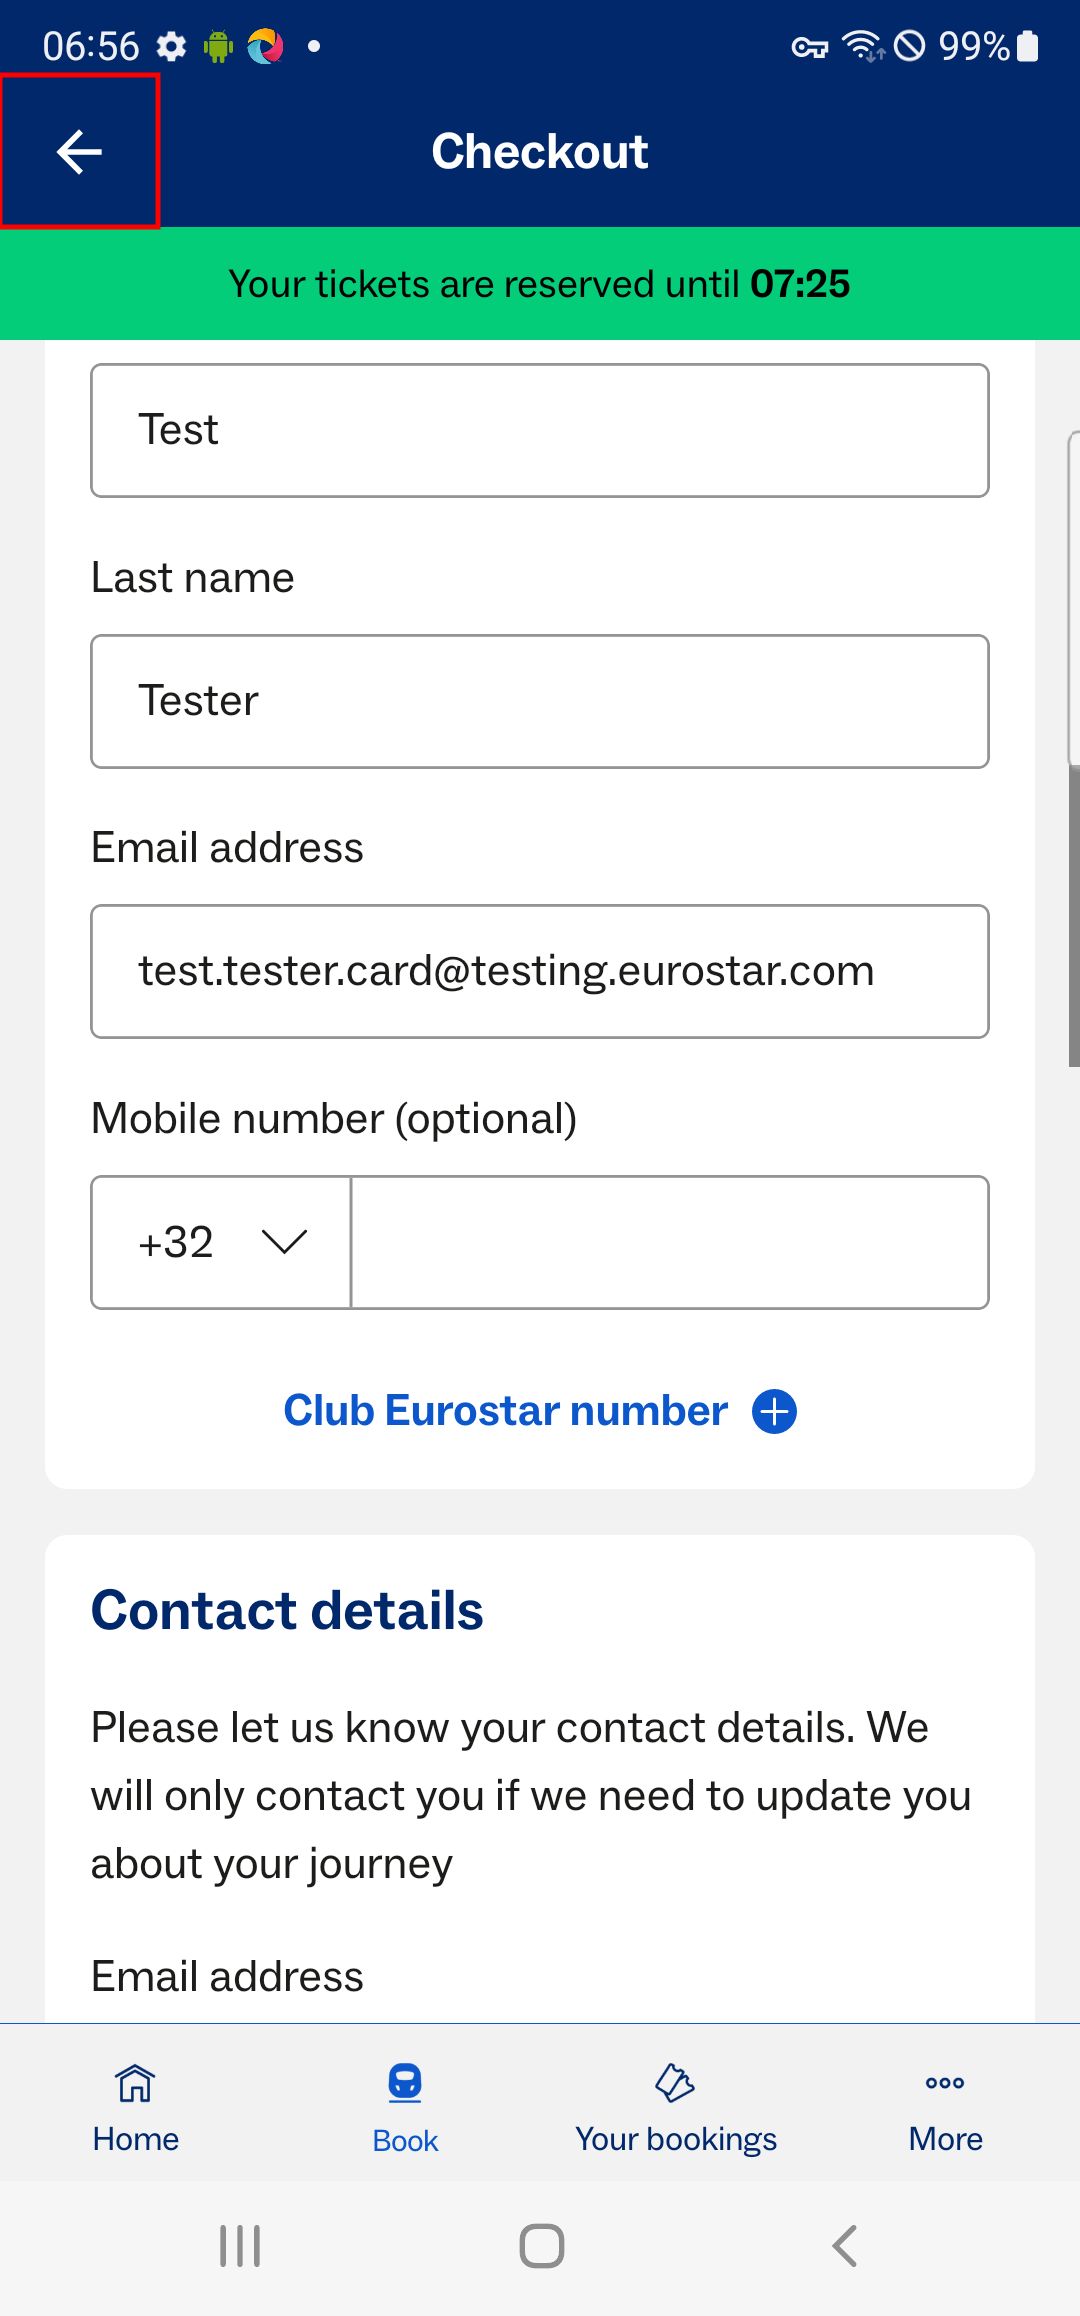 06:56
99%
Checkout
Your tickets are reserved until 07:25
Test
Last name
Tester
Email address
test.tester.card@testing.eurostar.com
Mobile number (optional)
+32
Club Eurostar number
Contact details
Please let us know your contact details. We
will only contact you if we need to update you
about your journey
Email address
Home
Book
Your bookings
More